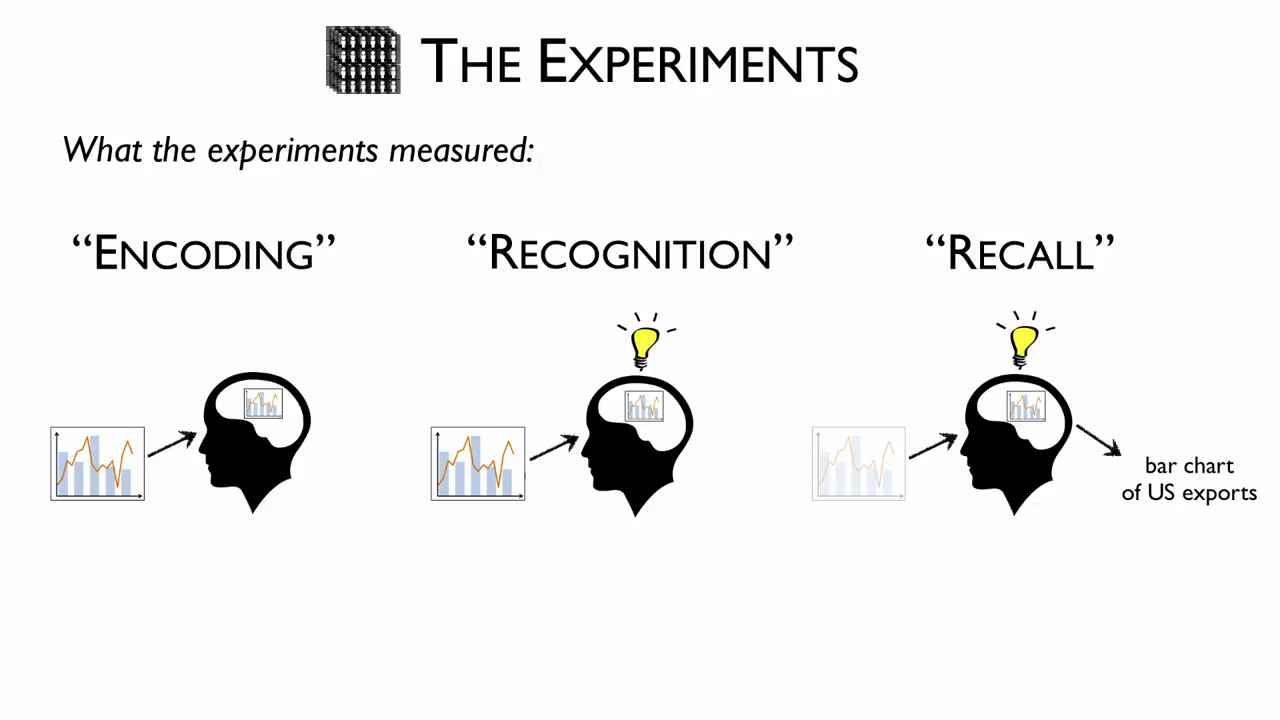 THE EXPERIMENTS
What the experiments measured:
“ENCODING”
“RECOGNITION”
“RECALL”
bar chart
of US exports